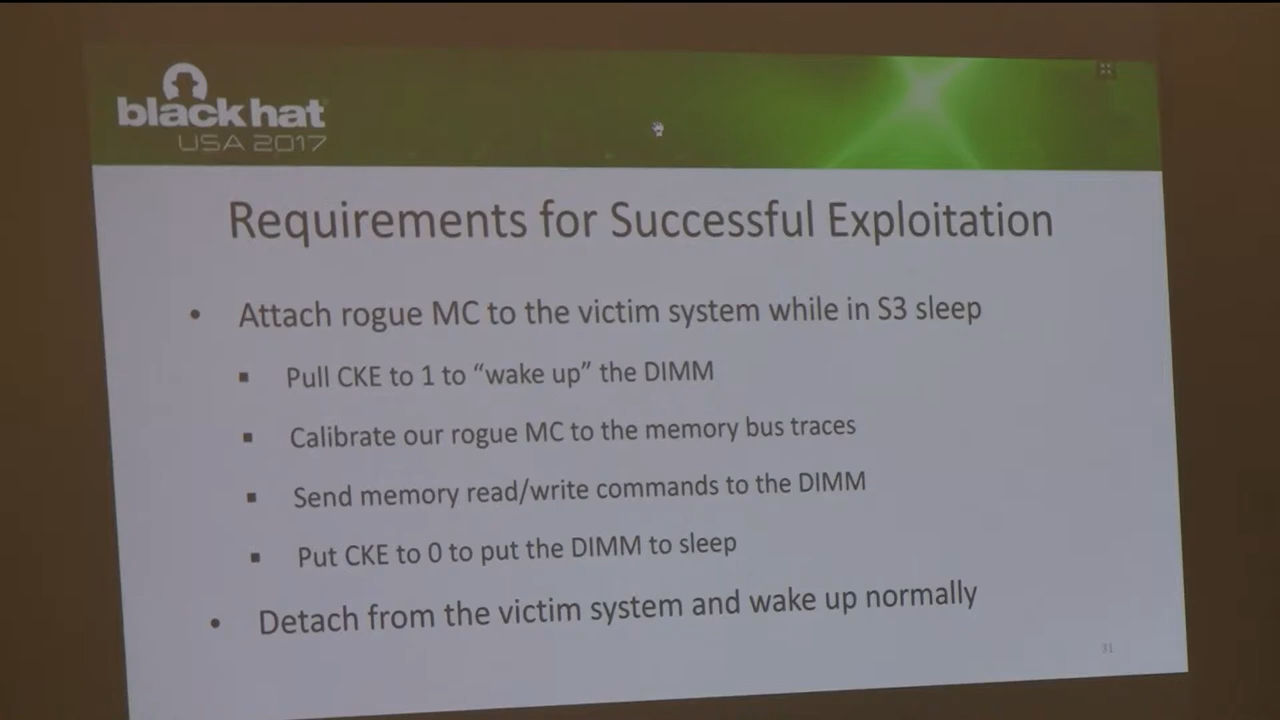 black hat
USA 2017
Requirements for Successful Exploitation
• Attach rogue MC to the victim system while in S3 sleep
▪ Pull CKE to 1 to “wake up” the DIMM
▪ Calibrate our rogue MC to the memory bus traces
▪ Send memory read/write commands to the DIMM
▪ Put CKE to 0 to put the DIMM to sleep
• Detach from the victim system and wake up normally
31